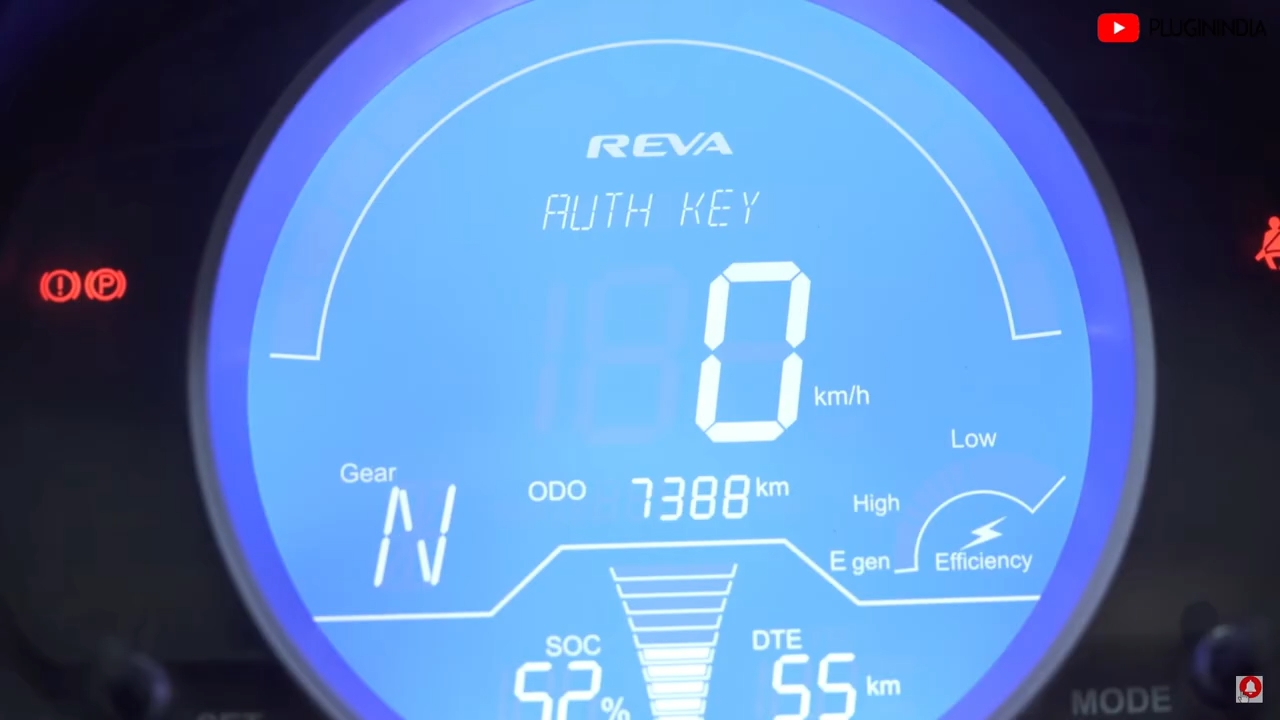 PLUGININDIA
REVA
AUTH KEY
0 km/h
Low
Gear
N
ODO 7388 km
High
E gen
Efficiency
SOC
52 %
DTE
55 km
SET
MODE